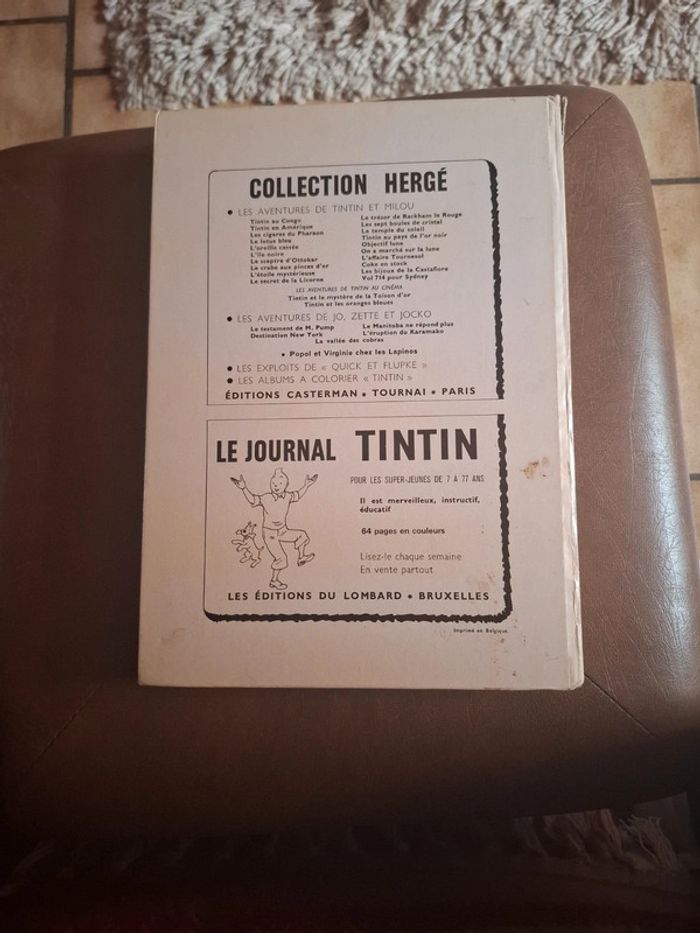 COLLECTION HERGÉ
● LES AVENTURES DE TINTIN ET MILOU
Tintin au Congo
Tintin en Amérique
Les cigares du Pharaon
Le lotus bleu
L'oreille cassée
L'île noire
Le sceptre d'Ottokar
Le crabe aux pinces d'or
L'étoile mystérieuse
Le secret de la Licorne
Le trésor de Rackham le Rouge
Les sept boules de cristal
Le temple du soleil
Tintin au pays de l'or noir
Objectif lune
On a marché sur la lune
L'affaire Tournesol
Coke en stock
Les bijoux de la Castafiore
Vol 714 pour Sydney
LES AVENTURES DE TINTIN AU CINÉMA
Tintin et le mystère de la Toison d'or
Tintin et les oranges bleues
● LES AVENTURES DE JO, ZETTE ET JOCKO
Le testament de M. Pump
Destination New York
Le Manitoba ne répond plus
L'éruption du Karamako
La vallée des cobras
• Popol et Virginie chez les Lapinos
● LES EXPLOITS DE « QUICK ET FLUPKE »
● LES ALBUMS A COLORIER « TINTIN »
ÉDITIONS CASTERMAN • TOURNAI • PARIS
LE JOURNAL TINTIN
POUR LES SUPER-JEUNES DE 7 A 77 ANS
Il est merveilleux, instructif,
éducatif
64 pages en couleurs
Lisez-le chaque semaine
En vente partout
LES ÉDITIONS DU LOMBARD • BRUXELLES
Imprimé en Belgique